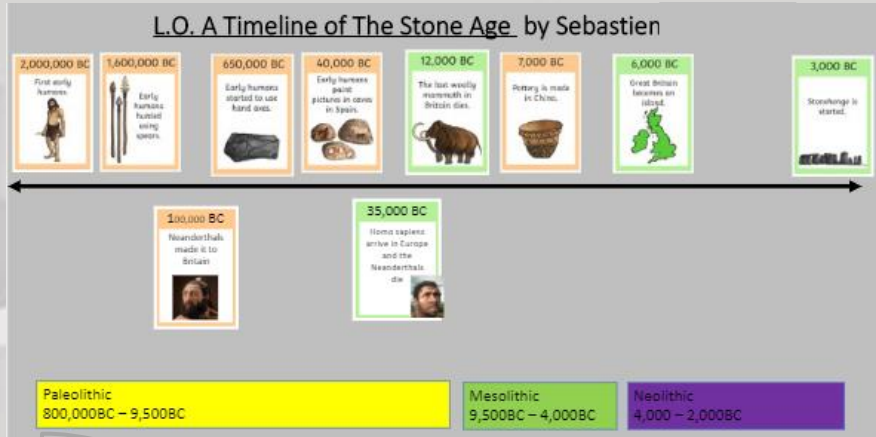 L.O. A Timeline of The Stone Age by Sebastien
2,000,000 BC
First early
humans.
1,600,000 BC
Early
humans
hunted
using
spears.
650,000 BC
Early humans
started to use
hand axes.
40,000 BC
Early humans
paint
pictures in caves
in Spain.
12,000 BC
The last woolly
mammoth in
Britain dies.
7,000 BC
Pottery is made
in China.
6,000 BC
Great Britain
becomes an
island.
3,000 BC
Stonehenge is
started.
100,000 BC
Neanderthals
made it to
Britain
35,000 BC
Homo sapiens
arrive in Europe
and the
Neanderthals
die
Paleolithic
800,000BC – 9,500BC
Mesolithic
9,500BC – 4,000BC
Neolithic
4,000 – 2,000BC